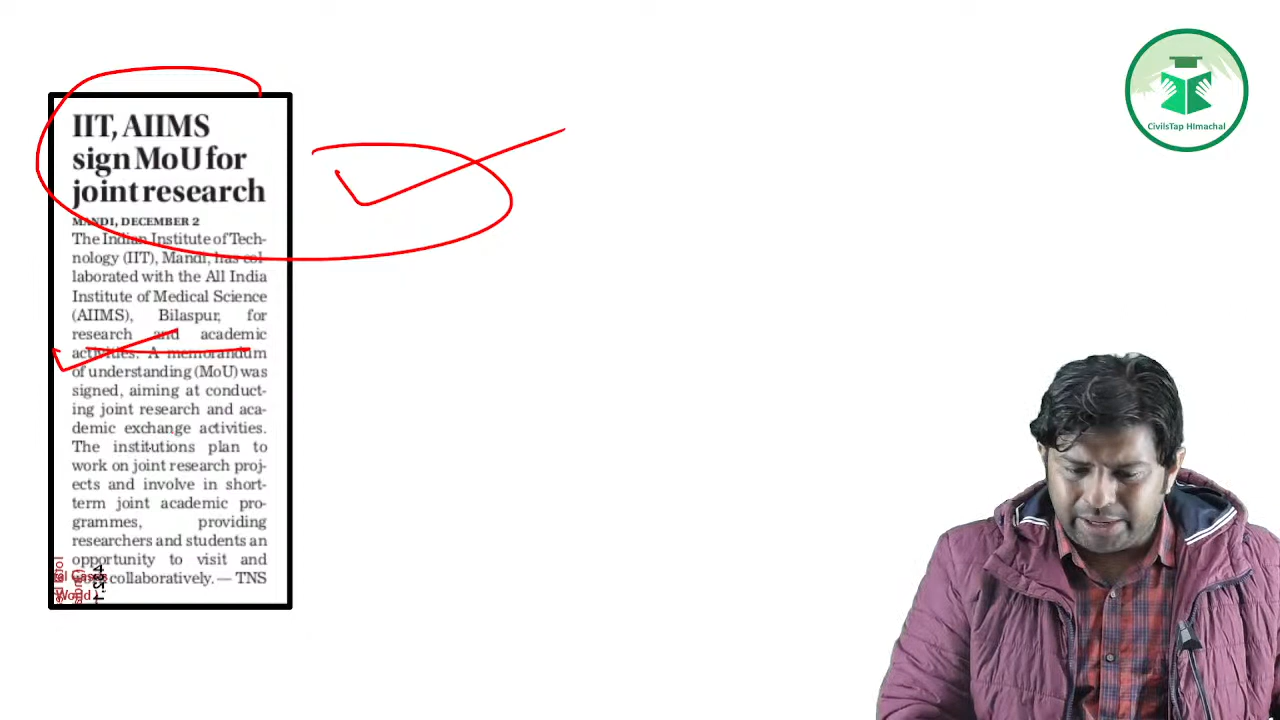 IIT, AIIMS
sign MoU for
joint research
MANDI, DECEMBER 2
The Indian Institute of Tech-
nology (IIT), Mandi, has col-
laborated with the All India
Institute of Medical Science
(AIIMS), Bilaspur, for
research and academic
activities. A memorandum
of understanding (MoU) was
signed, aiming at conduct-
ing joint research and aca-
demic exchange activities.
The institutions plan to
work on joint research proj-
ects and involve in short-
term joint academic pro-
grammes, providing
researchers and students an
opportunity to visit and
collaboratively. — TNS
World
CivilsTap HImachal